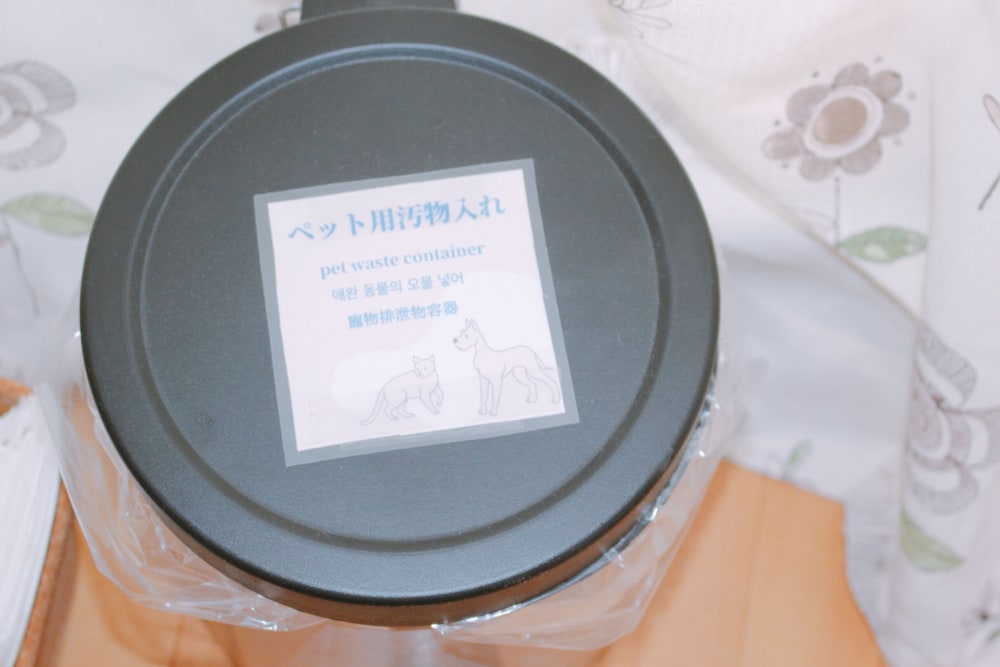 ペット用汚物入れ
pet waste container
애완 동물의 오물 넣어
寵物排泄物容器